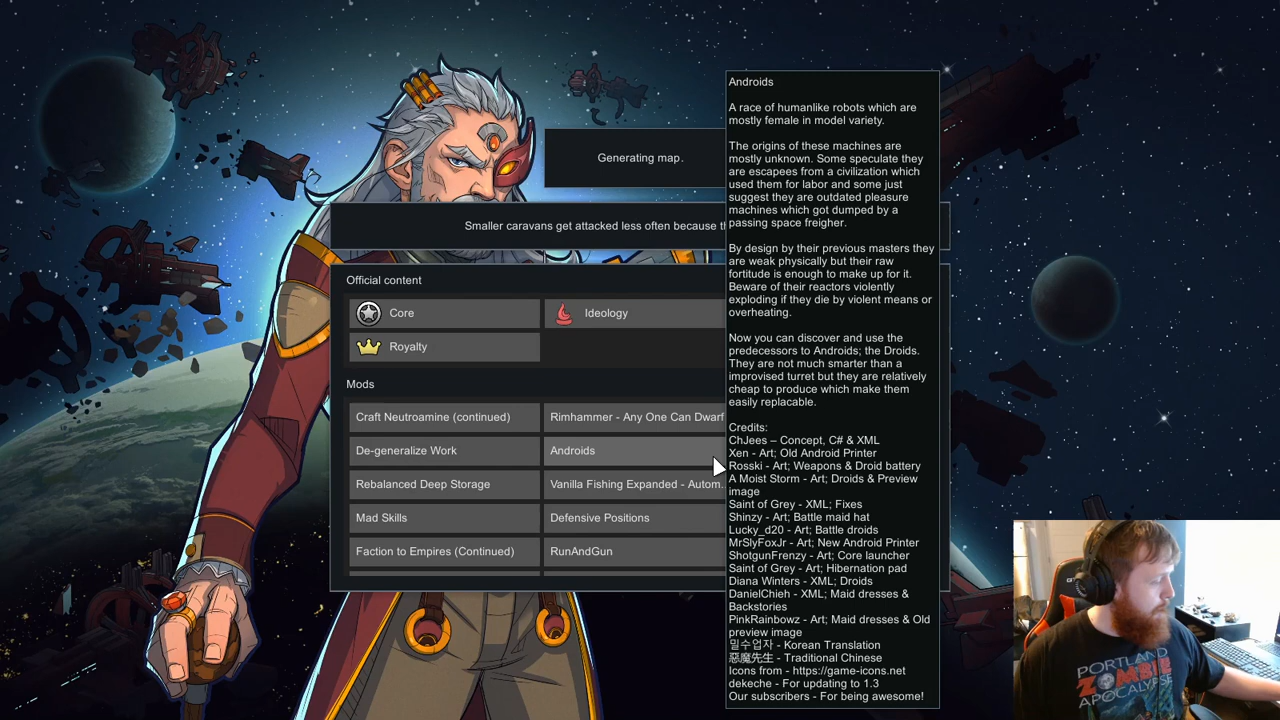 Generating map.
Smaller caravans get attacked less often because th
Official content
Core
Ideology
Royalty
Mods
Craft Neutroamine (continued)
Rimhammer - Any One Can Dwarf
De-generalize Work
Androids
Rebalanced Deep Storage
Vanilla Fishing Expanded - Autom...
Mad Skills
Defensive Positions
Faction to Empires (Continued)
RunAndGun
Androids
A race of humanlike robots which are
mostly female in model variety.
The origins of these machines are
mostly unknown. Some speculate they
are escapees from a civilization which
used them for labor and some just
suggest they are outdated pleasure
machines which got dumped by a
passing space freigher.
By design by their previous masters they
are weak physically but their raw
fortitude is enough to make up for it.
Beware of their reactors violently
exploding if they die by violent means or
overheating.
Now you can discover and use the
predecessors to Androids; the Droids.
They are not much smarter than a
improvised turret but they are relatively
cheap to produce which make them
easily replacable.
Credits:
ChJees – Concept, C# & XML
Xen - Art; Old Android Printer
Rosski - Art; Weapons & Droid battery
A Moist Storm - Art; Droids & Preview
image
Saint of Grey - XML; Fixes
Shinzy - Art; Battle maid hat
Lucky_d20 - Art; Battle droids
MrSlyFoxJr - Art; New Android Printer
ShotgunFrenzy - Art; Core launcher
Saint of Grey - Art; Hibernation pad
Diana Winters - XML; Droids
DanielChieh - XML; Maid dresses &
Backstories
PinkRainbowz - Art; Maid dresses & Old
preview image
밀수업자 - Korean Translation
惡魔先生 - Traditional Chinese
Icons from - https://game-icons.net
dekeche - For updating to 1.3
Our subscribers - For being awesome!
PORTLAND
ZOMBIE
APOCALYPSE